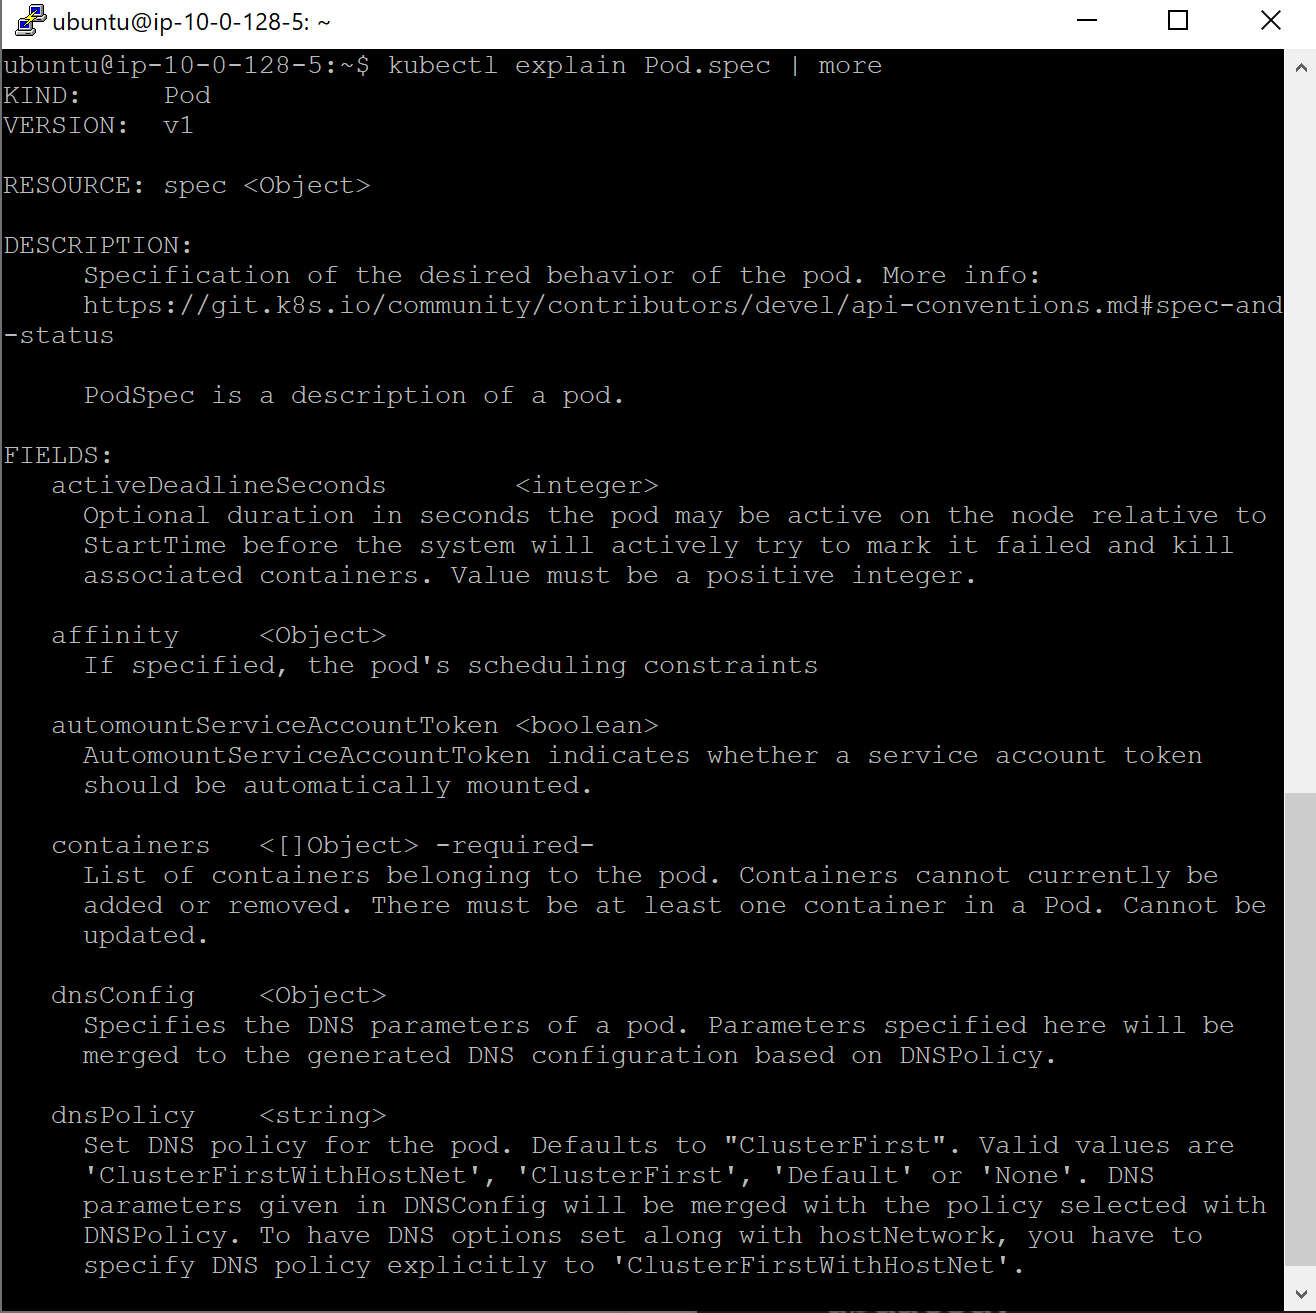 ubuntu@ip-10-0-128-5: ~
ubuntu@ip-10-0-128-5:~$ kubectl explain Pod.spec | more
KIND:     Pod
VERSION:  v1

RESOURCE: spec <Object>

DESCRIPTION:
     Specification of the desired behavior of the pod. More info:
     https://git.k8s.io/community/contributors/devel/api-conventions.md#spec-and
-status

     PodSpec is a description of a pod.

FIELDS:
   activeDeadlineSeconds        <integer>
     Optional duration in seconds the pod may be active on the node relative to
     StartTime before the system will actively try to mark it failed and kill
     associated containers. Value must be a positive integer.

   affinity     <Object>
     If specified, the pod's scheduling constraints

   automountServiceAccountToken <boolean>
     AutomountServiceAccountToken indicates whether a service account token
     should be automatically mounted.

   containers   <[]Object> -required-
     List of containers belonging to the pod. Containers cannot currently be
     added or removed. There must be at least one container in a Pod. Cannot be
     updated.

   dnsConfig    <Object>
     Specifies the DNS parameters of a pod. Parameters specified here will be
     merged to the generated DNS configuration based on DNSPolicy.

   dnsPolicy    <string>
     Set DNS policy for the pod. Defaults to "ClusterFirst". Valid values are
     'ClusterFirstWithHostNet', 'ClusterFirst', 'Default' or 'None'. DNS
     parameters given in DNSConfig will be merged with the policy selected with
     DNSPolicy. To have DNS options set along with hostNetwork, you have to
     specify DNS policy explicitly to 'ClusterFirstWithHostNet'.